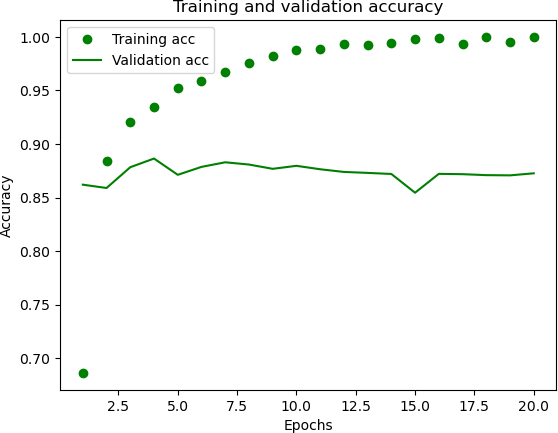 Training and validation accuracy
Training acc
Validation acc
1.00
0.95
0.90
0.85
0.80
0.75
0.70
Accuracy
2.5 5.0 7.5 10.0 12.5 15.0 17.5 20.0
Epochs